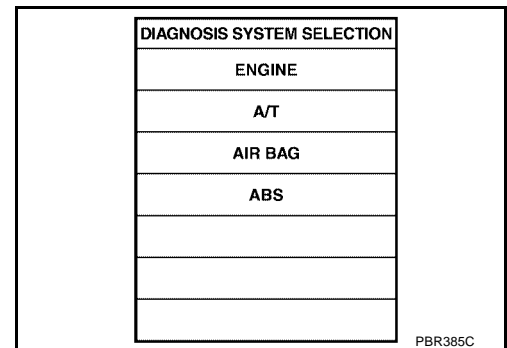 DIAGNOSIS SYSTEM SELECTION
ENGINE
A/T
AIR BAG
ABS
PBR385C